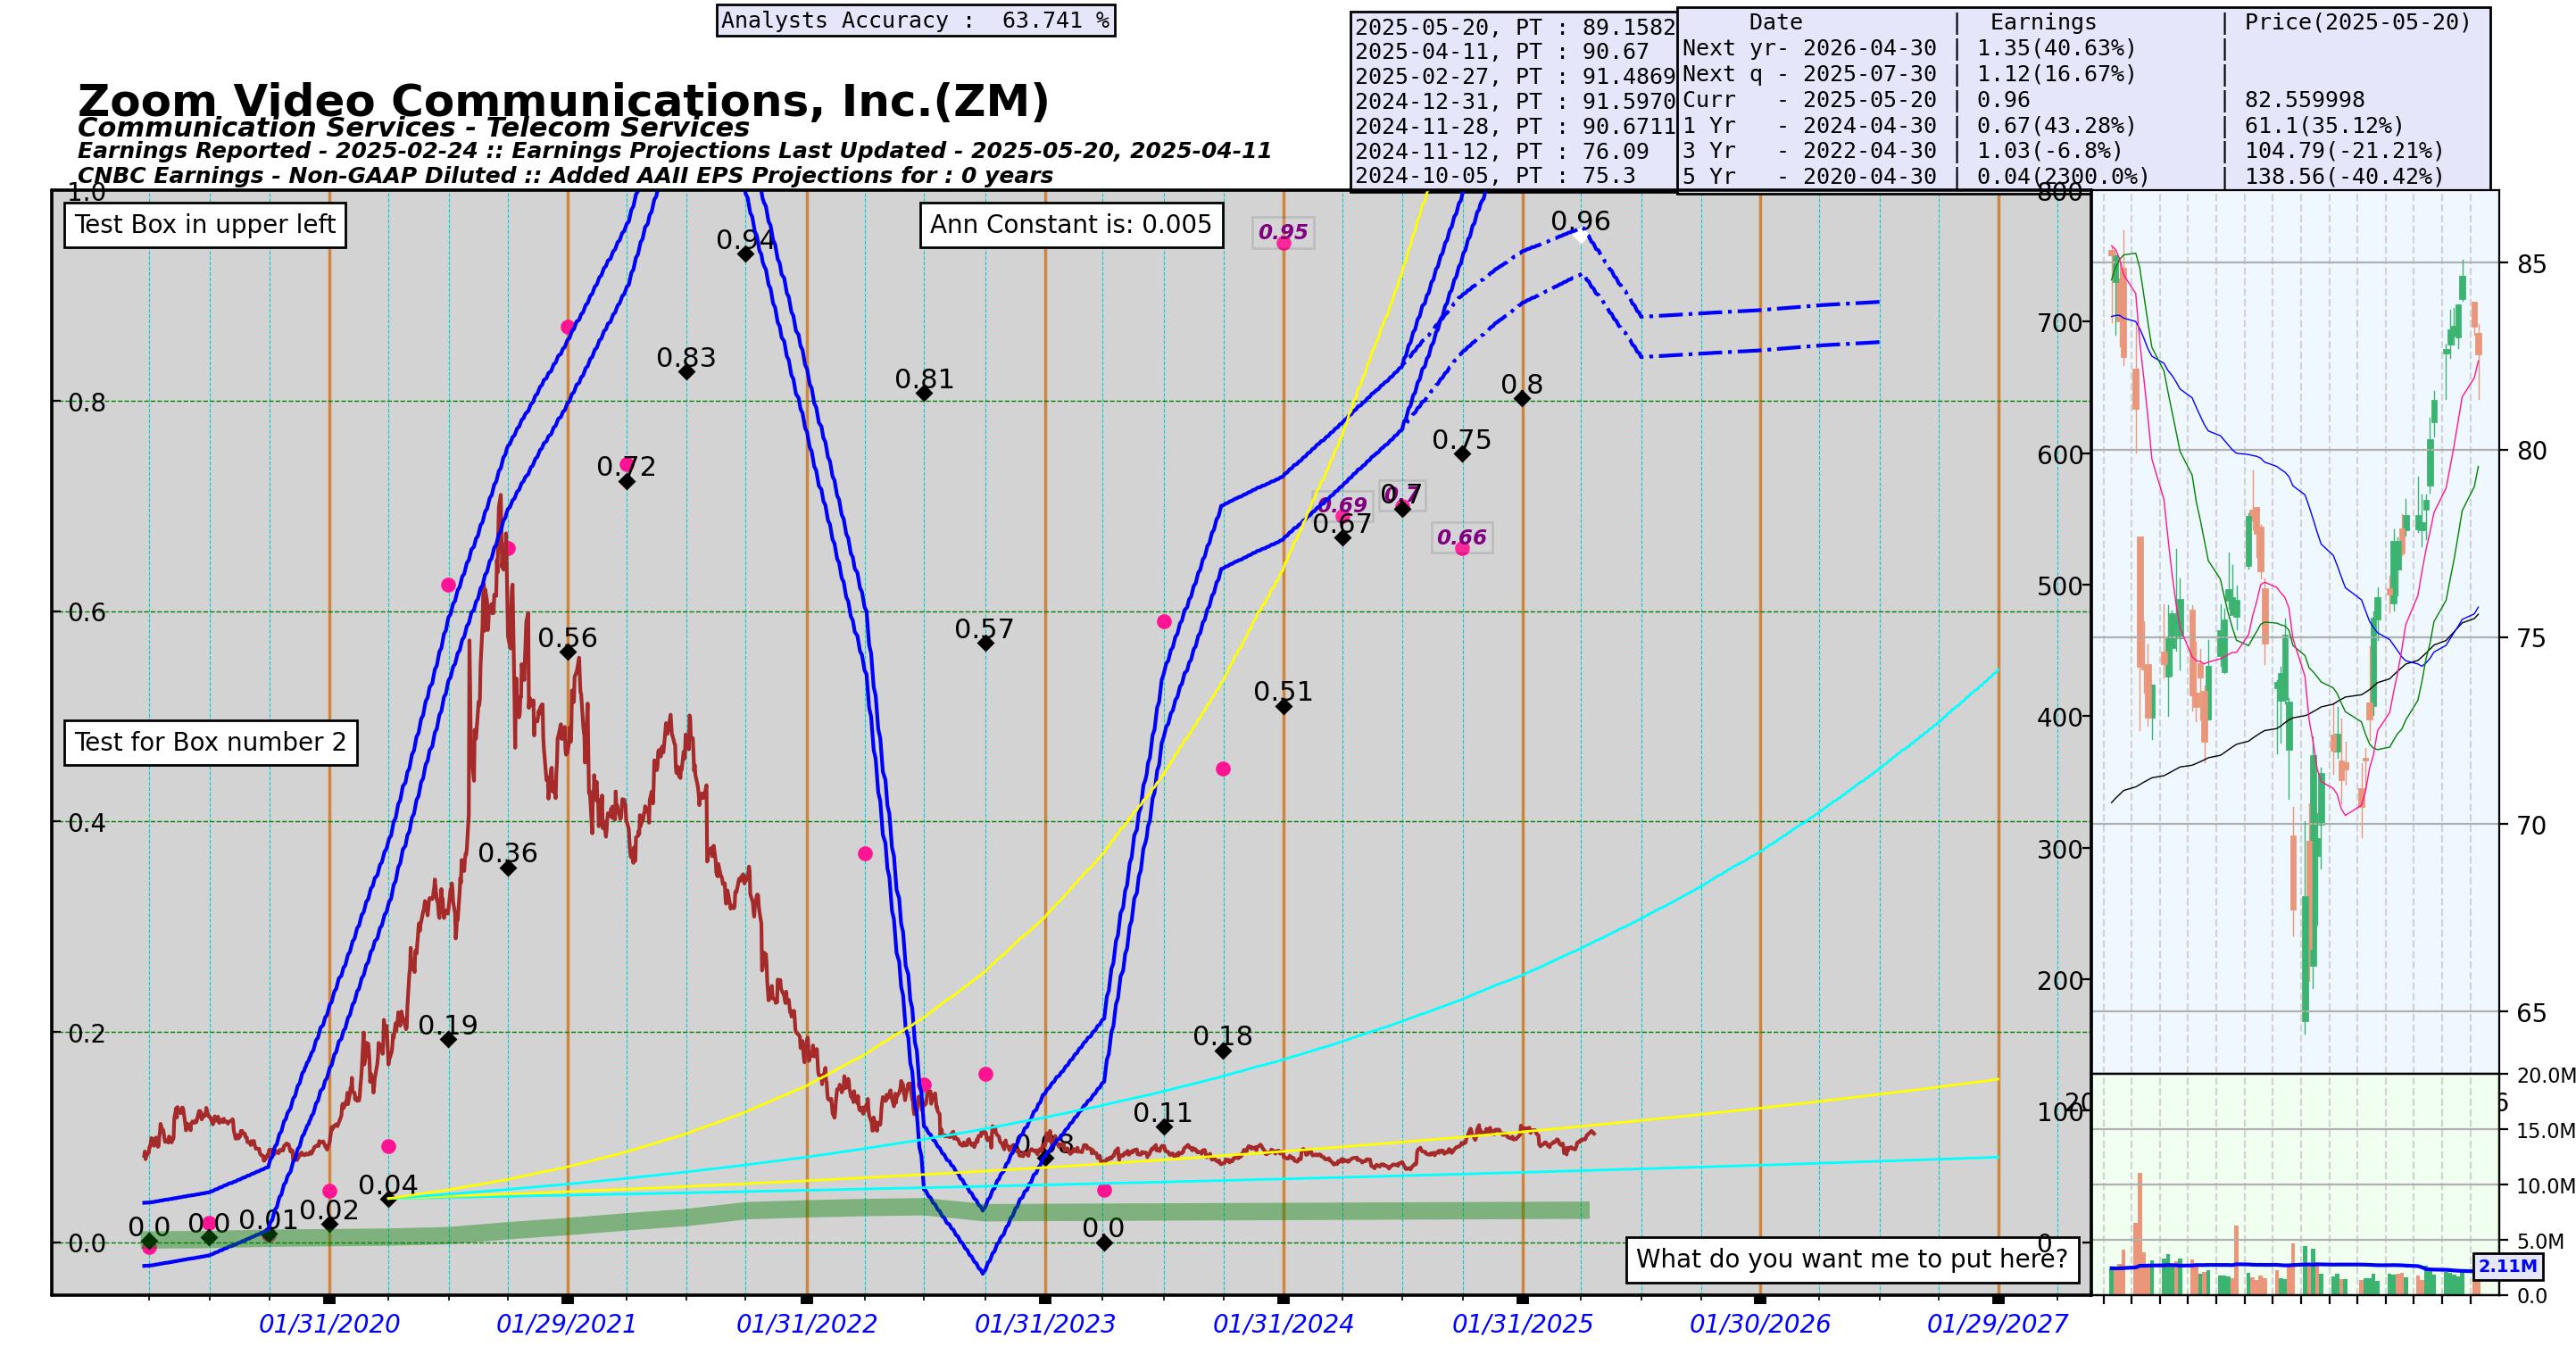 Analysts Accuracy :  63.741 %
2025-05-20, PT : 89.1582
2025-04-11, PT : 90.67
2025-02-27, PT : 91.4869
2024-12-31, PT : 91.5970
2024-11-28, PT : 90.6711
2024-11-12, PT : 76.09
2024-10-05, PT : 75.3
Date | Earnings | Price(2025-05-20)
Next yr- 2026-04-30 | 1.35(40.63%) |
Next q - 2025-07-30 | 1.12(16.67%) |
Curr   - 2025-05-20 | 0.96 | 82.559998
1 Yr   - 2024-04-30 | 0.67(43.28%) | 61.1(35.12%)
3 Yr   - 2022-04-30 | 1.03(-6.8%) | 104.79(-21.21%)
5 Yr   - 2020-04-30 | 0.04(2300.0%) | 138.56(-40.42%)
Zoom Video Communications, Inc.(ZM)
Communication Services - Telecom Services
Earnings Reported - 2025-02-24 :: Earnings Projections Last Updated - 2025-05-20, 2025-04-11
CNBC Earnings - Non-GAAP Diluted :: Added AAII EPS Projections for : 0 years
Test Box in upper left
Ann Constant is: 0.005
Test for Box number 2
What do you want me to put here?
1.0
0.8
0.6
0.4
0.2
0.0
0.0
0.0
0.01
0.02
0.04
0.19
0.36
0.56
0.72
0.83
0.94
0.81
0.57
0.08
0.0
0.11
0.18
0.51
0.95
0.69
0.67
0.7
0.7
0.66
0.75
0.8
0.96
800
700
600
500
400
300
200
100
0
85
80
75
70
65
20.0M
15.0M
10.0M
5.0M
2.11M
0.0
01/31/2020
01/29/2021
01/31/2022
01/31/2023
01/31/2024
01/31/2025
01/30/2026
01/29/2027